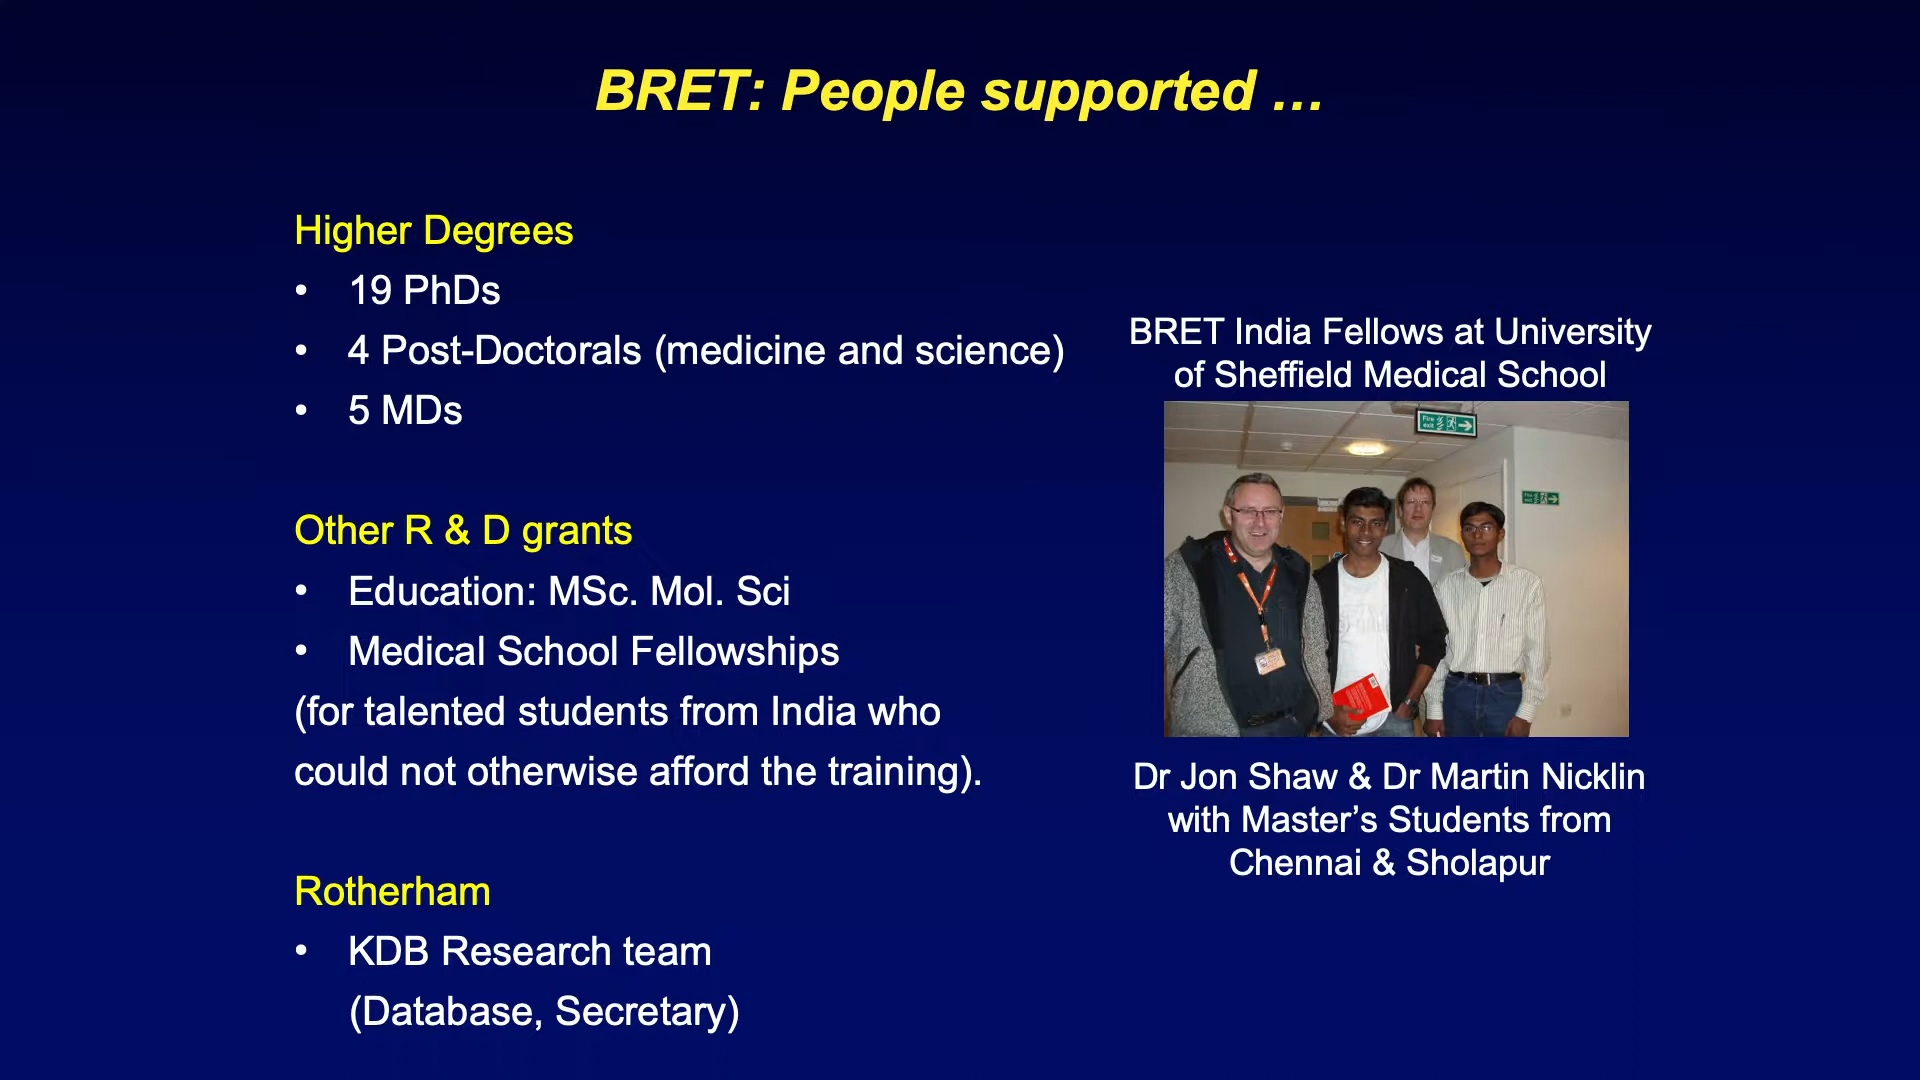 BRET: People supported …
Higher Degrees
• 19 PhDs
• 4 Post-Doctorals (medicine and science)
• 5 MDs
Other R & D grants
• Education: MSc. Mol. Sci
• Medical School Fellowships
(for talented students from India who
could not otherwise afford the training).
Rotherham
• KDB Research team
(Database, Secretary)
BRET India Fellows at University
of Sheffield Medical School
Fire
exit
Dr Jon Shaw & Dr Martin Nicklin
with Master’s Students from
Chennai & Sholapur